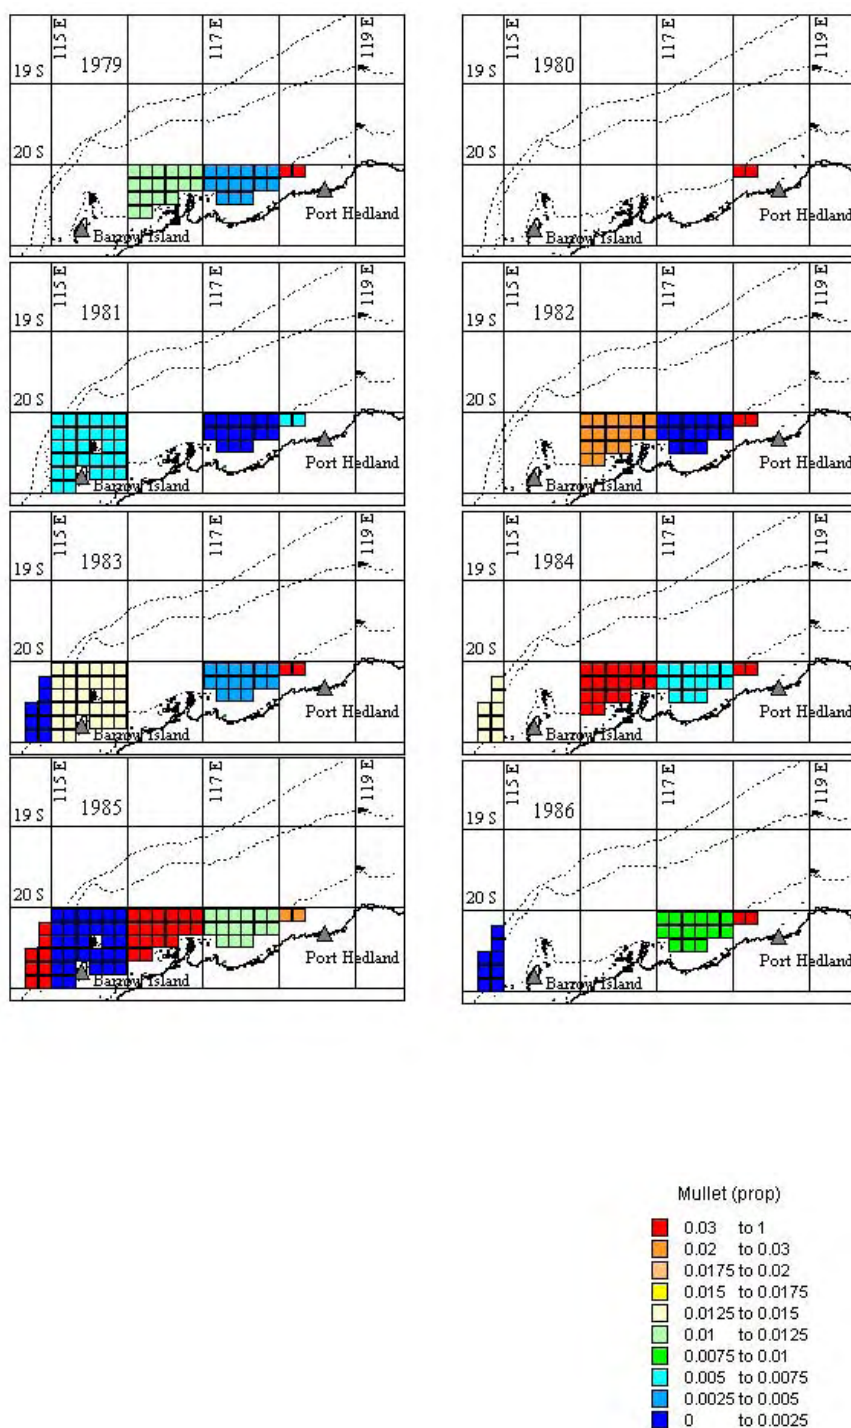 115 E
117 E
119 E
1979
19 S
20 S
Barrow Island
Port Hedland
1980
19 S
20 S
Port Hedland
115 E
117 E
119 E
1981
19 S
20 S
Barrow Island
Port Hedland
115 E
117 E
119 E
1982
19 S
20 S
Barrow Island
Port Hedland
115 E
117 E
119 E
1983
19 S
20 S
Barrow Island
Port Hedland
115 E
117 E
119 E
1984
19 S
20 S
Barrow Island
Port Hedland
115 E
117 E
119 E
1985
19 S
20 S
Barrow Island
Port Hedland
115 E
117 E
119 E
1986
19 S
20 S
Barrow Island
Port Hedland
115 E
117 E
119 E
Barrow Island
Mullet (prop)
0.03 to 1
0.02 to 0.03
0.0175 to 0.02
0.015 to 0.0175
0.0125 to 0.015
0.01 to 0.0125
0.0075 to 0.01
0.005 to 0.0075
0.0025 to 0.005
0 to 0.0025